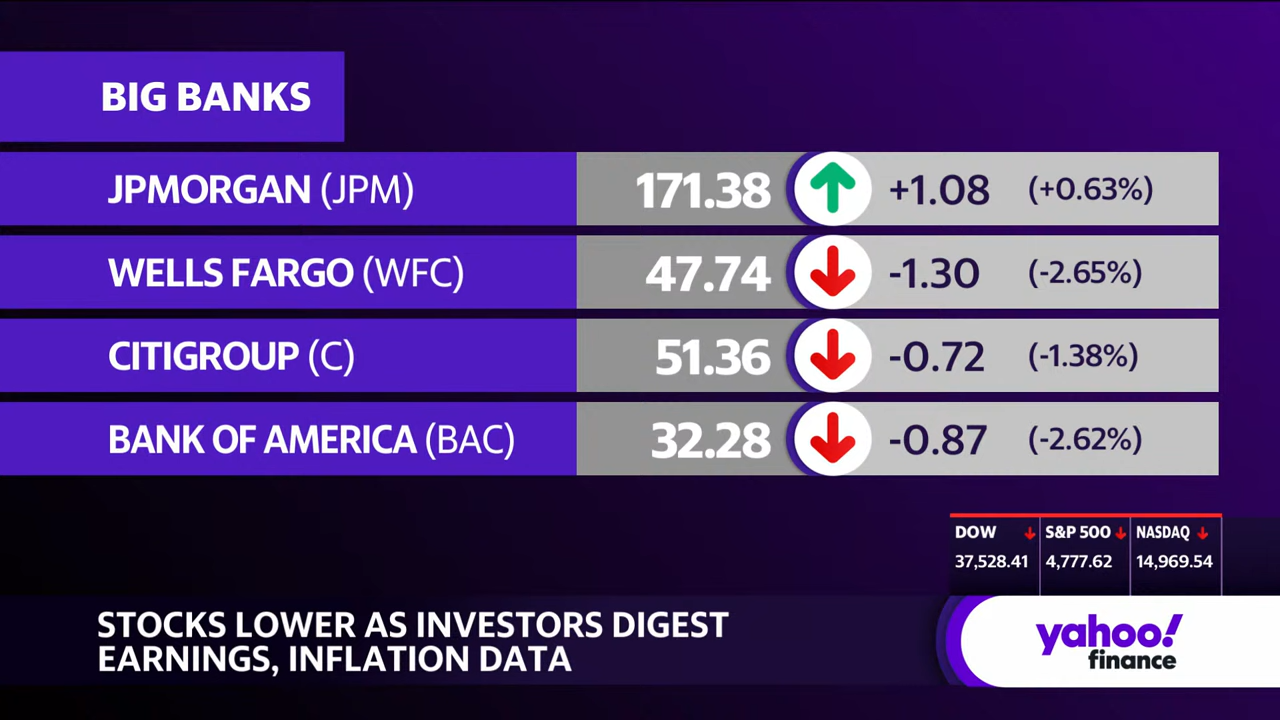 BIG BANKS
JPMORGAN (JPM) 171.38 +1.08 (+0.63%)
WELLS FARGO (WFC) 47.74 -1.30 (-2.65%)
CITIGROUP (C) 51.36 -0.72 (-1.38%)
BANK OF AMERICA (BAC) 32.28 -0.87 (-2.62%)
DOW S&P 500 NASDAQ
37,528.41 4,777.62 14,969.54
STOCKS LOWER AS INVESTORS DIGEST
EARNINGS, INFLATION DATA
yahoo!
finance